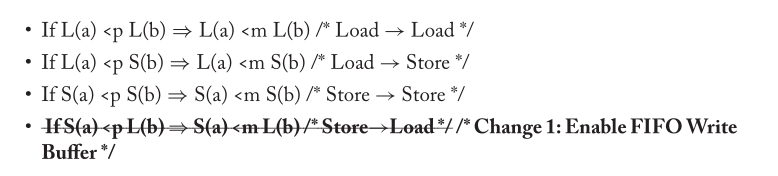 • If L(a) <p L(b) ⇒ L(a) <m L(b) /* Load → Load */
• If L(a) <p S(b) ⇒ L(a) <m S(b) /* Load → Store */
• If S(a) <p S(b) ⇒ S(a) <m S(b) /* Store → Store */
• If S(a) <p L(b) ⇒ S(a) <m L(b) /* Store→Load */ /* Change 1: Enable FIFO Write
Buffer */